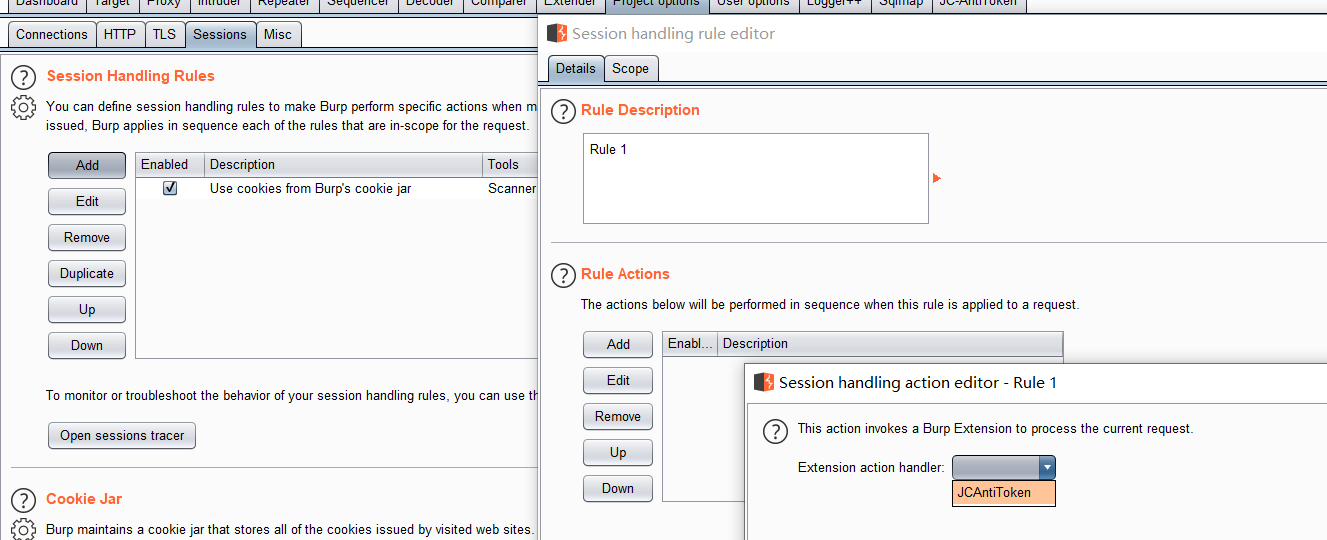 Dashboard Target Proxy Intruder Repeater Sequencer Decoder Comparer Extender Project options User options Logger++ Sqlmap JC-AntiToken
Connections HTTP TLS Sessions Misc
Session Handling Rules
You can define session handling rules to make Burp perform specific actions when m
issued, Burp applies in sequence each of the rules that are in-scope for the request.
Add
Edit
Remove
Duplicate
Up
Down
Enabled Description Tools
Use cookies from Burp's cookie jar Scanner
To monitor or troubleshoot the behavior of your session handling rules, you can use th
Open sessions tracer
Cookie Jar
Burp maintains a cookie jar that stores all of the cookies issued by visited web sites.
Session handling rule editor
Details Scope
Rule Description
Rule 1
Rule Actions
The actions below will be performed in sequence when this rule is applied to a request.
Add
Edit
Remove
Up
Down
Enabl... Description
Session handling action editor - Rule 1
This action invokes a Burp Extension to process the current request.
Extension action handler:
JCAntiToken